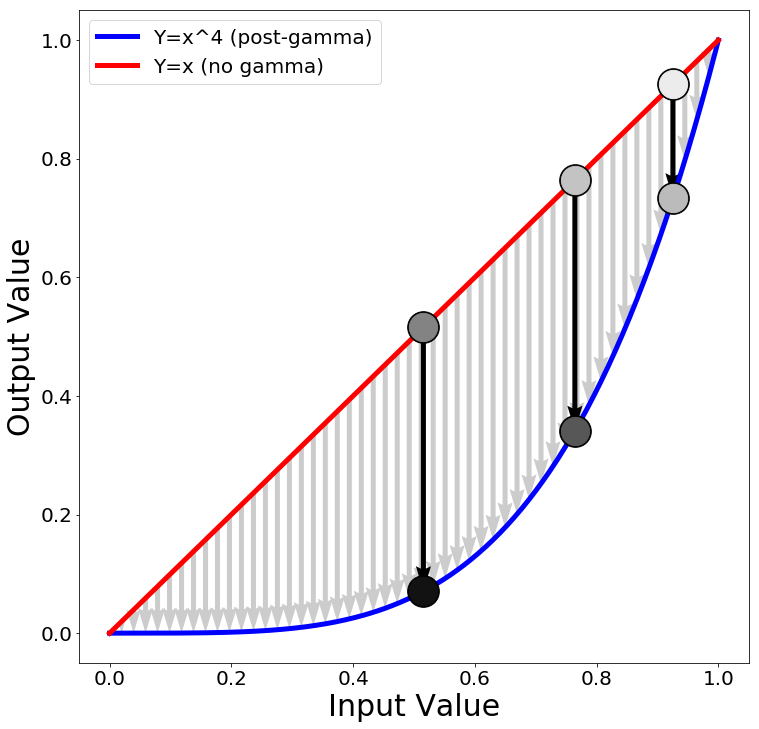 Y=x^4 (post-gamma)
Y=x (no gamma)
1.0
0.8
0.6
0.4
0.2
0.0
Output Value
0.0 0.2 0.4 0.6 0.8 1.0
Input Value